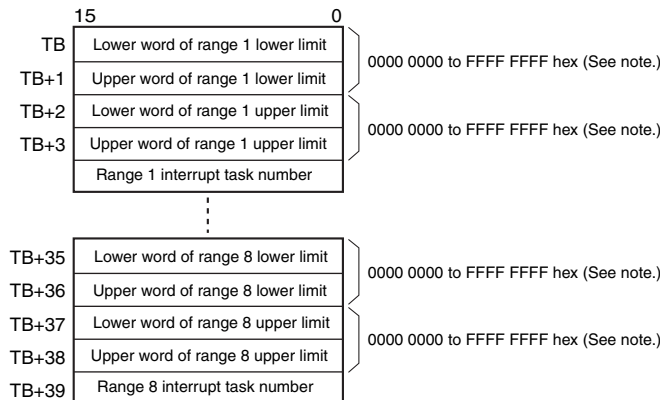 15 0
TB Lower word of range 1 lower limit
0000 0000 to FFFF FFFF hex (See note.)
TB+1 Upper word of range 1 lower limit
TB+2 Lower word of range 1 upper limit
0000 0000 to FFFF FFFF hex (See note.)
TB+3 Upper word of range 1 upper limit
Range 1 interrupt task number
TB+35 Lower word of range 8 lower limit
0000 0000 to FFFF FFFF hex (See note.)
TB+36 Upper word of range 8 lower limit
TB+37 Lower word of range 8 upper limit
0000 0000 to FFFF FFFF hex (See note.)
TB+38 Upper word of range 8 upper limit
TB+39 Range 8 interrupt task number